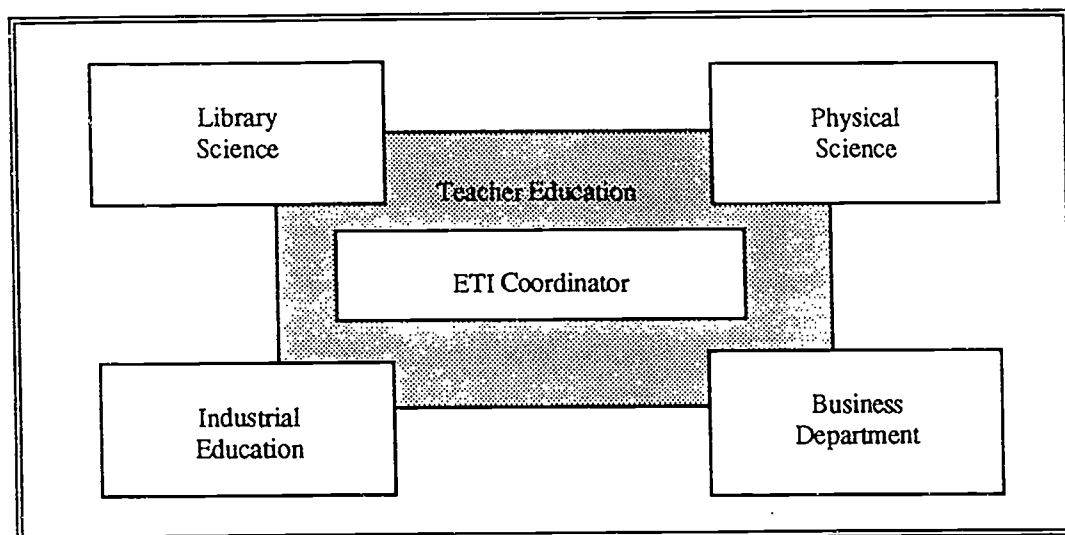 Library
Science
Physical
Science
Teacher Education
ETI Coordinator
Industrial
Education
Business
Department